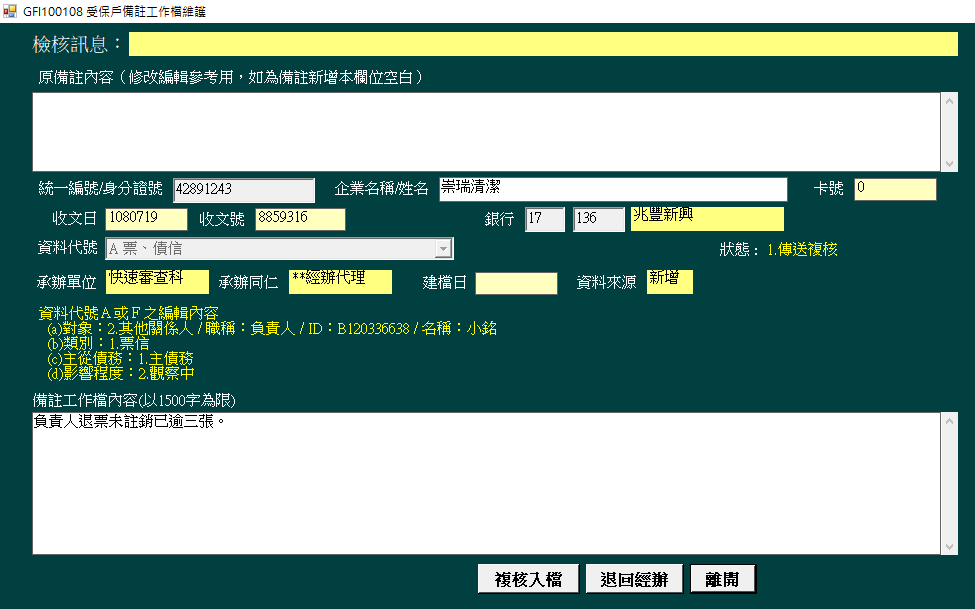 GFI100108 受保戶備註工作檔維護
檢核訊息：
原備註內容（修改編輯參考用，如為備註新增本欄位空白）
統一編號/身分證號 42891243 企業名稱/姓名 崇瑞清潔 卡號 0
收文日 1080719 收文號 8859316 銀行 17 136 兆豐新興
資料代號 A 票、債信 狀態： 1.傳送複核
承辦單位 快速審查科 承辦同仁 **經辦代理 建檔日 資料來源 新增
資料代號Ａ或Ｆ之編輯內容
(a)對象：2.其他關係人 / 職稱：負責人 / ID：B120336638 / 名稱：小銘
(b)類別：1.票信
(c)主從債務：1.主債務
(d)影響程度：2.觀察中
備註工作檔內容(以1500字為限)
負責人退票未註銷已逾三張。
複核入檔 退回經辦 離開